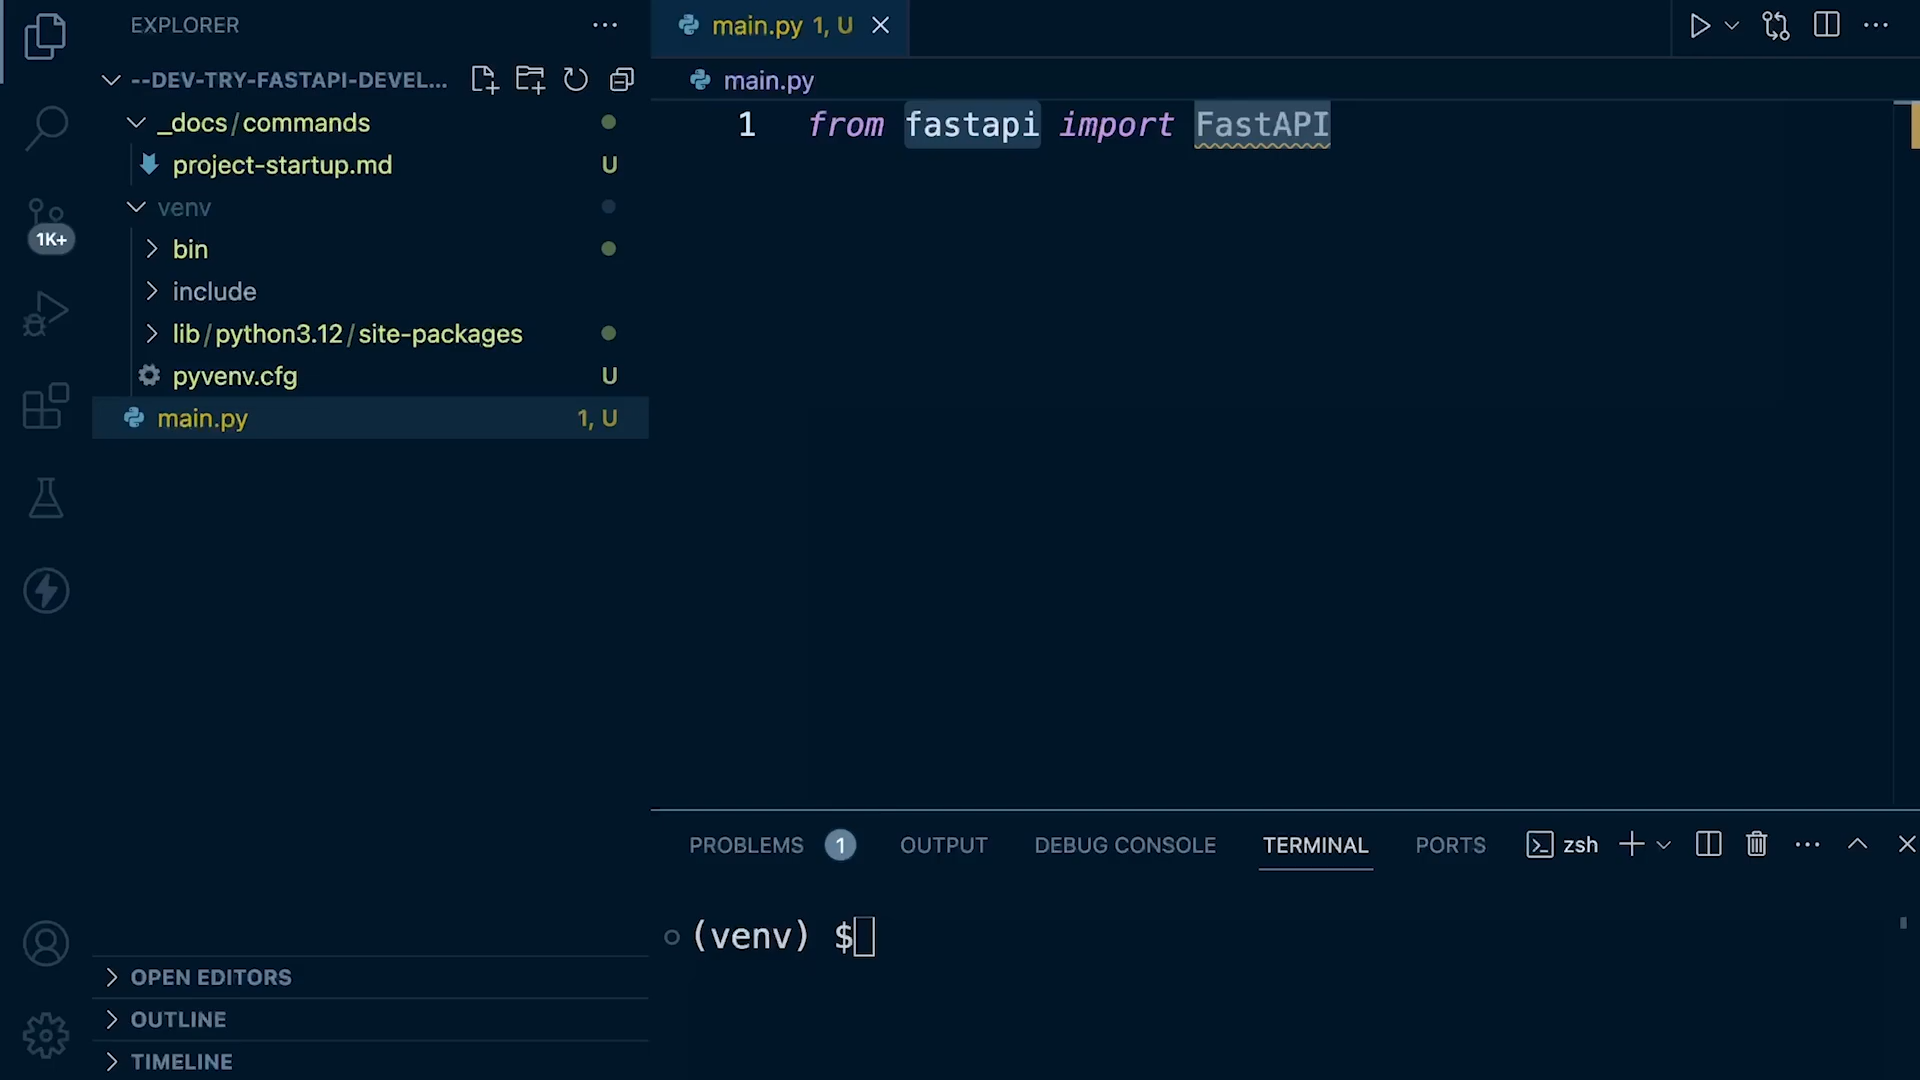 EXPLORER
--DEV-TRY-FASTAPI-DEVEL...
_docs/commands
project-startup.md U
venv
bin
include
lib/python3.12/site-packages
pyvenv.cfg U
main.py 1, U
1K+
OPEN EDITORS
OUTLINE
TIMELINE
main.py 1, U
main.py
1 from fastapi import FastAPI
PROBLEMS 1 OUTPUT DEBUG CONSOLE TERMINAL PORTS zsh
(venv) $